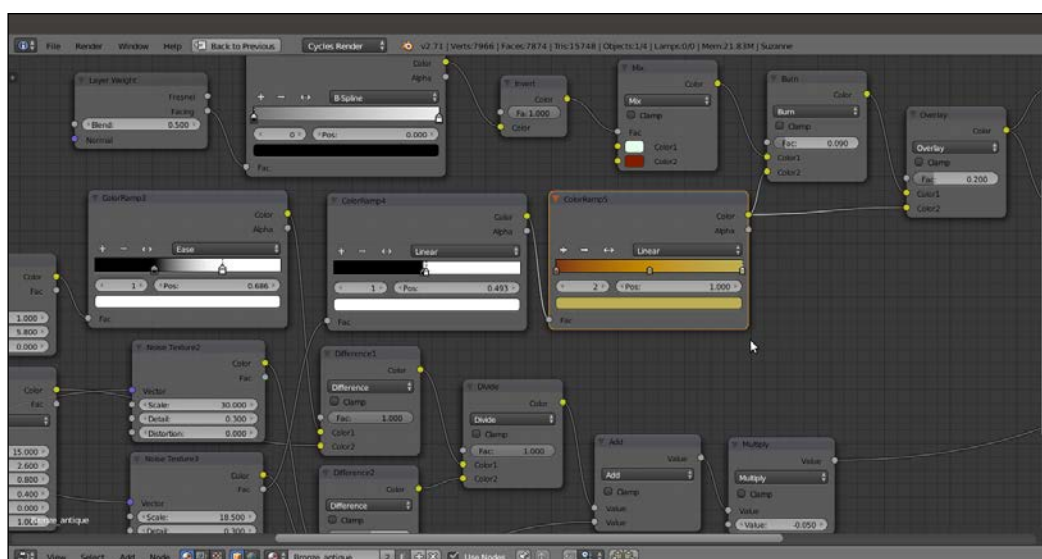 File Render Window Help Back to Previous Cycles Render v2.71 | Verts:7966 | Faces:7874 | Tris:15748 | Objects:1/4 | Lamps:0/0 | Mem:21.83M | Suzanne
Layer Weight
Fresnel
Facing
Blend: 0.500
Normal
Color
Alpha
B-Spline
0 Pos: 0.000
Fac
Invert
Color
Fa: 1.000
Color
Mix
Color
Mix
Clamp
Fac
Color1
Color2
Burn
Color
Burn
Clamp
Fac: 0.090
Color1
Color2
Overlay
Color
Overlay
Clamp
Fac: 0.200
Color1
Color2
ColorRamp3
Color
Alpha
Ease
1 Pos: 0.686
Fac
ColorRamp4
Color
Alpha
Linear
1 Pos: 0.493
Fac
ColorRamp5
Color
Alpha
Linear
2 Pos: 1.000
Fac
Color
Fac
1.000
5.800
0.000
Color
Fac
15.000
2.600
0.800
0.400
0.000
Noise Texture2
Color
Fac
Vector
Scale: 30.000
Detail: 0.300
Distortion: 0.000
Noise Texture3
Color
Fac
Vector
Scale: 18.500
Detail: 0.300
Difference1
Color
Difference
Clamp
Fac: 1.000
Color1
Color2
Difference2
Color
Difference
Clamp
Divide
Color
Divide
Clamp
Fac: 1.000
Color1
Color2
Add
Value
Add
Clamp
Value
Value
Multiply
Value
Multiply
Clamp
Value
Value: -0.050
View Select Add Node Bronze_antique 2 F Use Nodes